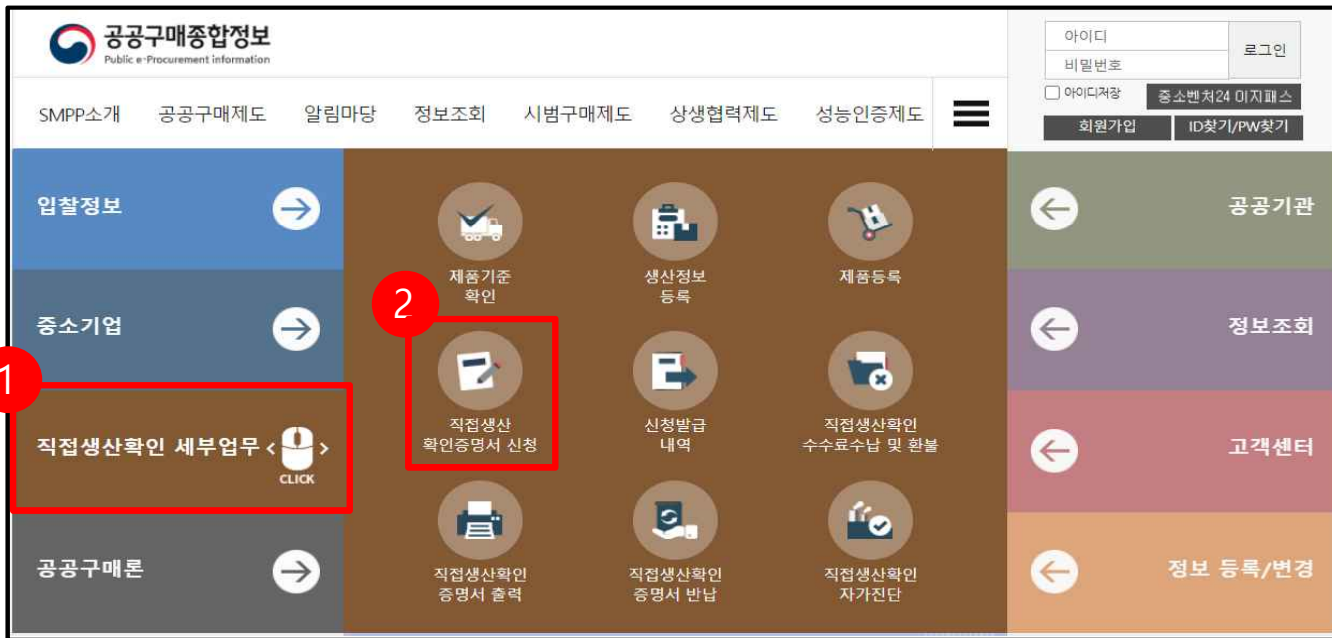 공공구매종합정보
Public e-Procurement information
아이디
비밀번호
로그인
아이디저장
중소벤처24 이지패스
회원가입
ID찾기/PW찾기
SMPP소개
공공구매제도
알림마당
정보조회
시범구매제도
상생협력제도
성능인증제도
입찰정보
중소기업
1
직접생산확인 세부업무
CLICK
공공구매론
제품기준
확인
생산정보
등록
제품등록
2
직접생산
확인증명서 신청
신청발급
내역
직접생산확인
수수료수납 및 환불
직접생산확인
증명서 출력
직접생산확인
증명서 반납
직접생산확인
자가진단
공공기관
정보조회
고객센터
정보 등록/변경